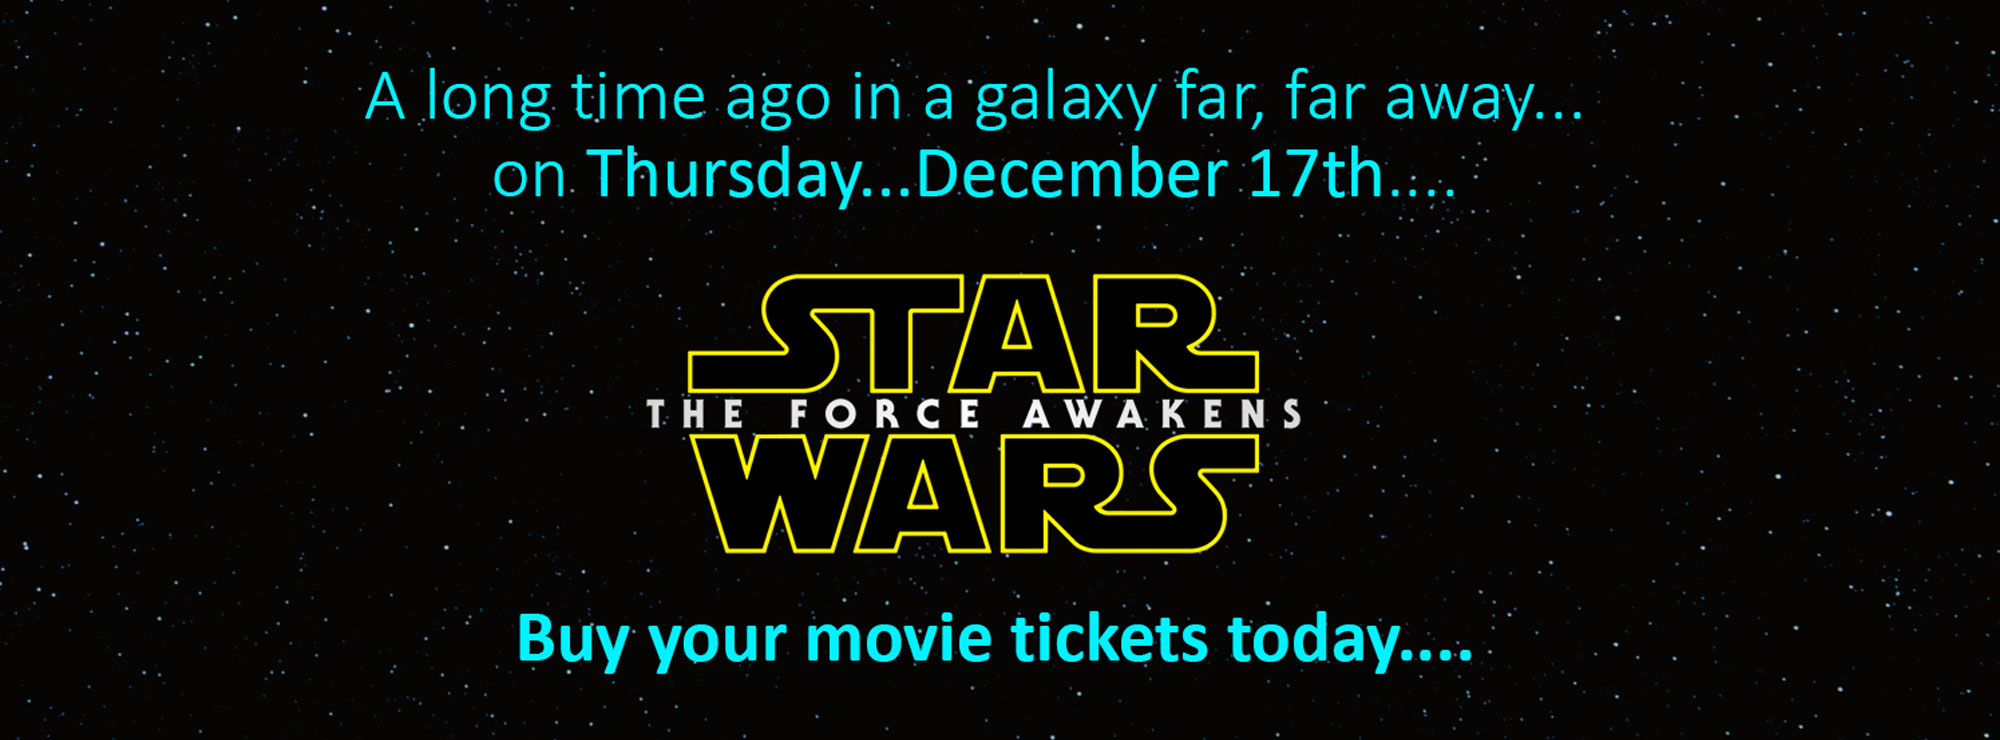 A long time ago in a galaxy far, far away...
on Thursday...December 17th....
STAR
THE FORCE AWAKENS
WARS
Buy your movie tickets today....